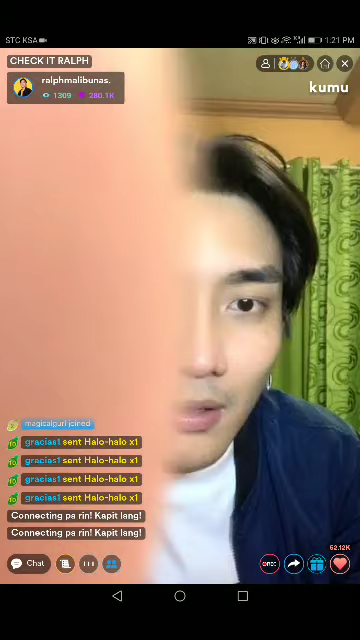 STC KSA
1:21 PM
CHECK IT RALPH
ralphmalibunas.
1309
280.1K
kumu
magicalgurl joined
gracias1 sent Halo-halo x1
gracias1 sent Halo-halo x1
gracias1 sent Halo-halo x1
gracias1 sent Halo-halo x1
Connecting pa rin! Kapit lang!
Connecting pa rin! Kapit lang!
62.12K
Chat
REC